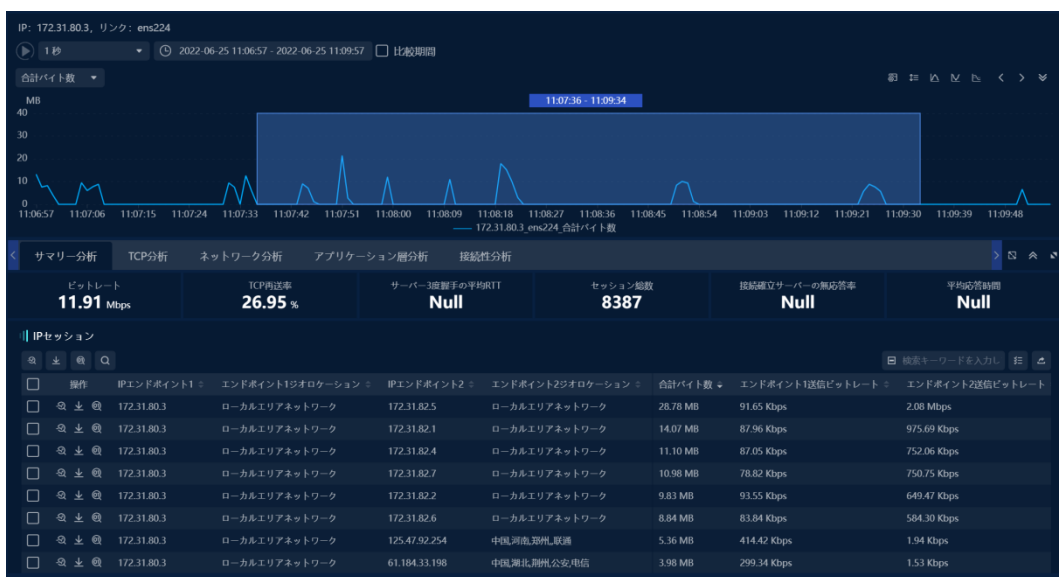 IP: 172.31.80.3, リンク: ens224
1 秒 2022-06-25 11:06:57 - 2022-06-25 11:09:57 比較期間
合計バイト数
MB
11:07:36 - 11:09:34
40
30
20
10
0
11:06:57 11:07:06 11:07:15 11:07:24 11:07:33 11:07:42 11:07:51 11:08:00 11:08:09 11:08:18 11:08:27 11:08:36 11:08:45 11:08:54 11:09:03 11:09:12 11:09:21 11:09:30 11:09:39 11:09:48
172.31.80.3_ens224_合計バイト数
サマリー分析 TCP分析 ネットワーク分析 アプリケーション層分析 接続性分析
ビットレート TCP再送率 サーバー3度握手の平均RTT セッション総数 接続確立サーバーの無応答率 平均応答時間
11.91 Mbps 26.95 % Null 8387 Null Null
IPセッション
検索キーワードを入力し
操作 IPエンドポイント1 エンドポイント1ジオロケーション IPエンドポイント2 エンドポイント2ジオロケーション 合計バイト数 エンドポイント1送信ビットレート エンドポイント2送信ビットレート
172.31.80.3 ローカルエリアネットワーク 172.31.82.5 ローカルエリアネットワーク 28.78 MB 91.65 Kbps 2.08 Mbps
172.31.80.3 ローカルエリアネットワーク 172.31.82.1 ローカルエリアネットワーク 14.07 MB 87.96 Kbps 975.69 Kbps
172.31.80.3 ローカルエリアネットワーク 172.31.82.4 ローカルエリアネットワーク 11.10 MB 87.05 Kbps 752.06 Kbps
172.31.80.3 ローカルエリアネットワーク 172.31.82.7 ローカルエリアネットワーク 10.98 MB 78.82 Kbps 750.75 Kbps
172.31.80.3 ローカルエリアネットワーク 172.31.82.2 ローカルエリアネットワーク 9.83 MB 93.55 Kbps 649.47 Kbps
172.31.80.3 ローカルエリアネットワーク 172.31.82.6 ローカルエリアネットワーク 8.84 MB 83.84 Kbps 584.30 Kbps
172.31.80.3 ローカルエリアネットワーク 125.47.92.254 中国,河南,郑州,,联通 5.36 MB 414.42 Kbps 1.94 Kbps
172.31.80.3 ローカルエリアネットワーク 61.184.33.198 中国,湖北,荆州,公安,电信 3.98 MB 299.34 Kbps 1.53 Kbps